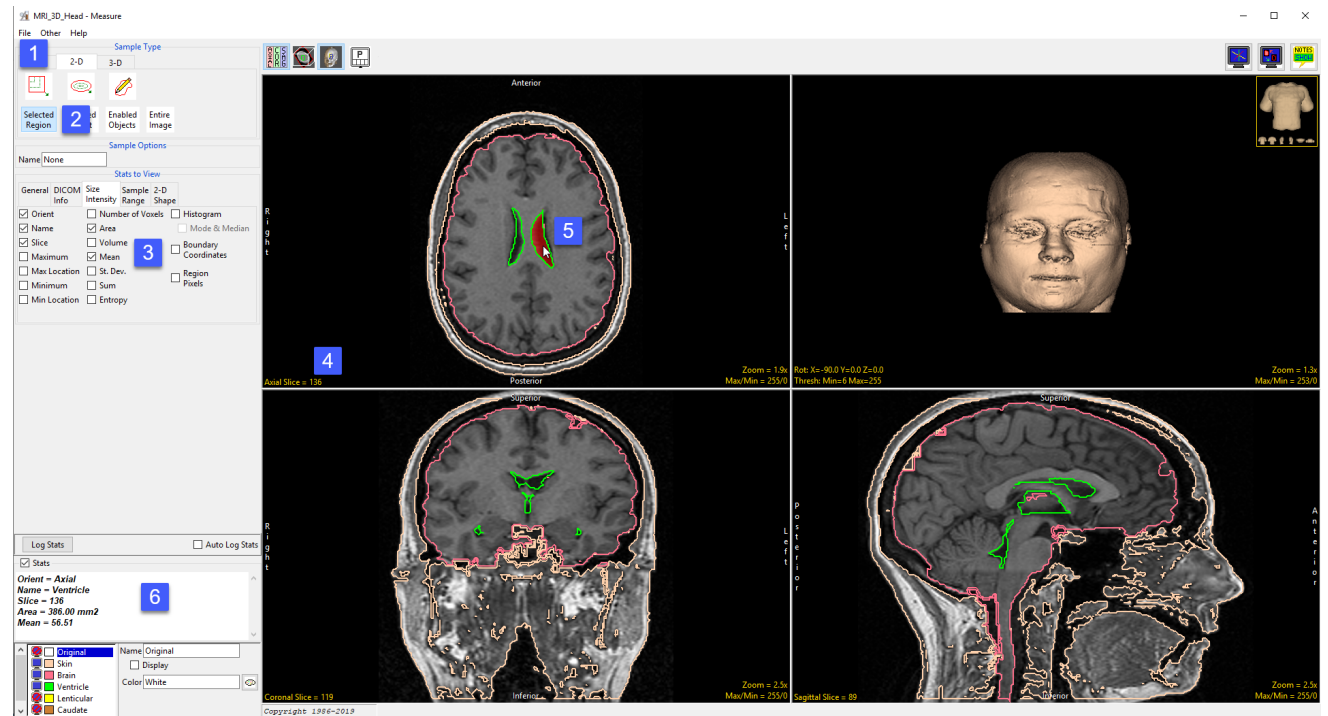 MRI_3D_Head - Measure
File Other Help
Sample Type
1
2-D
3-D
Selected
Region
2
Enabled
Objects
Entire
Image
Sample Options
Name None
Stats to View
General
DICOM
Info
Size
Intensity
Sample
Range
2-D
Shape
Orient
Number of Voxels
Histogram
Name
Area
Mode & Median
Slice
Volume
Boundary
Coordinates
Maximum
Mean
3
Max Location
St. Dev.
Region
Pixels
Minimum
Sum
Min Location
Entropy
Log Stats
Auto Log Stats
Stats
Orient = Axial
Name = Ventricle
Slice = 136
Area = 386.00 mm2
Mean = 56.51
6
Original
Skin
Brain
Ventricle
Lenticular
Caudate
Name Original
Display
Color White
P
NOTES
SHOW
Anterior
Right
Left
5
4
Axial Slice = 136
Posterior
Zoom = 1.9x
Max/Min = 255/0
Rot: X=-90.0 Y=0.0 Z=0.0
Thresh: Min=6 Max=255
Zoom = 1.3x
Max/Min = 253/0
Superior
Right
Left
Coronal Slice = 119
Inferior
Zoom = 2.5x
Max/Min = 255/0
Superior
Posterior
Anterior
Sagittal Slice = 89
Inferior
Zoom = 2.5x
Max/Min = 255/0
Copyright 1986-2019